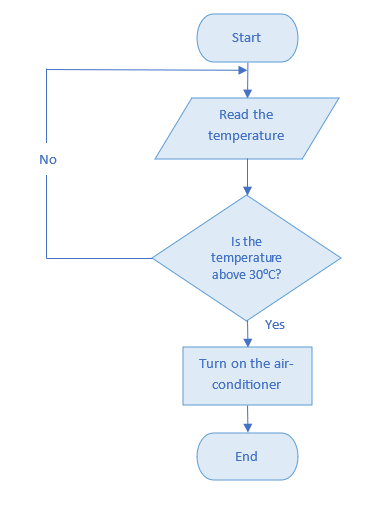 Start
Read the
temperature
No
Is the
temperature
above 30°C?
Yes
Turn on the air-
conditioner
End